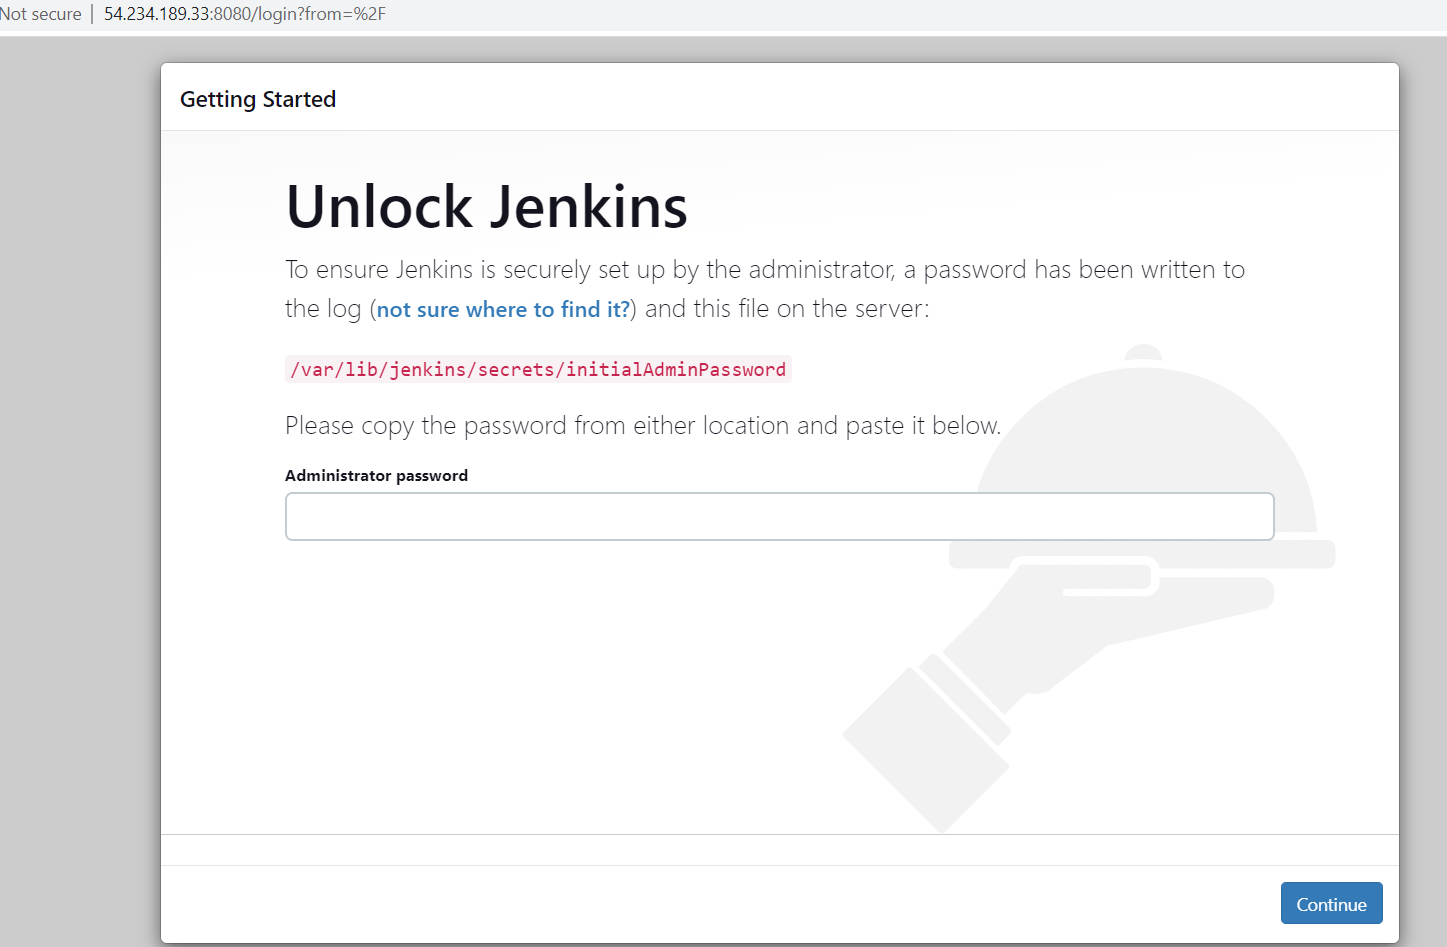 Not secure | 54.234.189.33:8080/login?from=%2F
Getting Started
Unlock Jenkins
To ensure Jenkins is securely set up by the administrator, a password has been written to
the log (not sure where to find it?) and this file on the server:
/var/lib/jenkins/secrets/initialAdminPassword
Please copy the password from either location and paste it below.
Administrator password
Continue